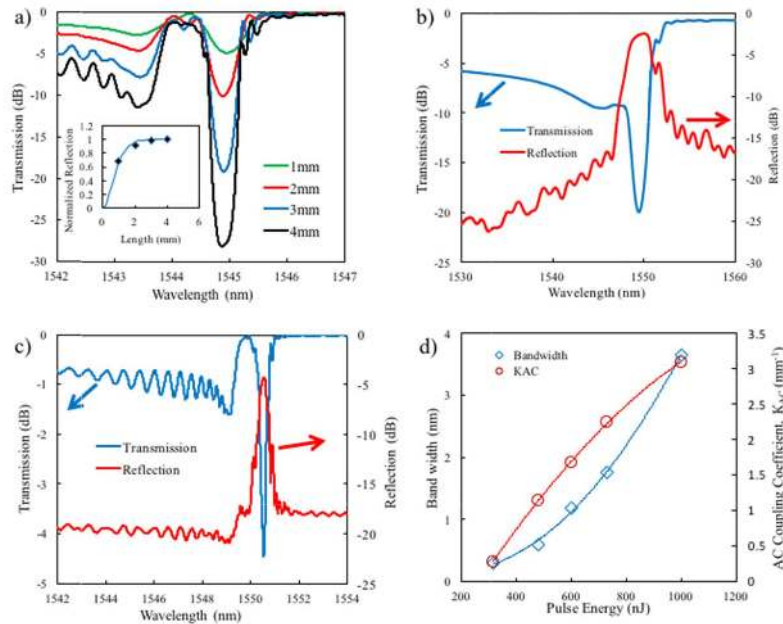 a)
0
-5
-10
-15
-20
-25
-30
Transmission (dB)
1542
1543
1544
1545
1546
1547
Wavelength (nm)
1mm
2mm
3mm
4mm
1.2
1
0.8
0.6
0.4
0.2
0
Normalized Reflection
0
2
4
6
Length (mm)
b)
0
-5
-10
-15
-20
-25
Transmission (dB)
0
-5
-10
-15
-20
-25
-30
Reflection (dB)
Transmission
Reflection
1530
1540
1550
1560
Wavelength (nm)
c)
0
-1
-2
-3
-4
-5
Transmission (dB)
0
-5
-10
-15
-20
-25
Reflection (dB)
Transmission
Reflection
1542
1544
1546
1548
1550
1552
1554
Wavelength (nm)
d)
4
3
2
1
0
Band width (nm)
3.5
3
2.5
2
1.5
1
0.5
0
AC Coupling Coefficient, KAC (mm-1)
Bandwidth
KAC
200
400
600
800
1000
1200
Pulse Energy (nJ)